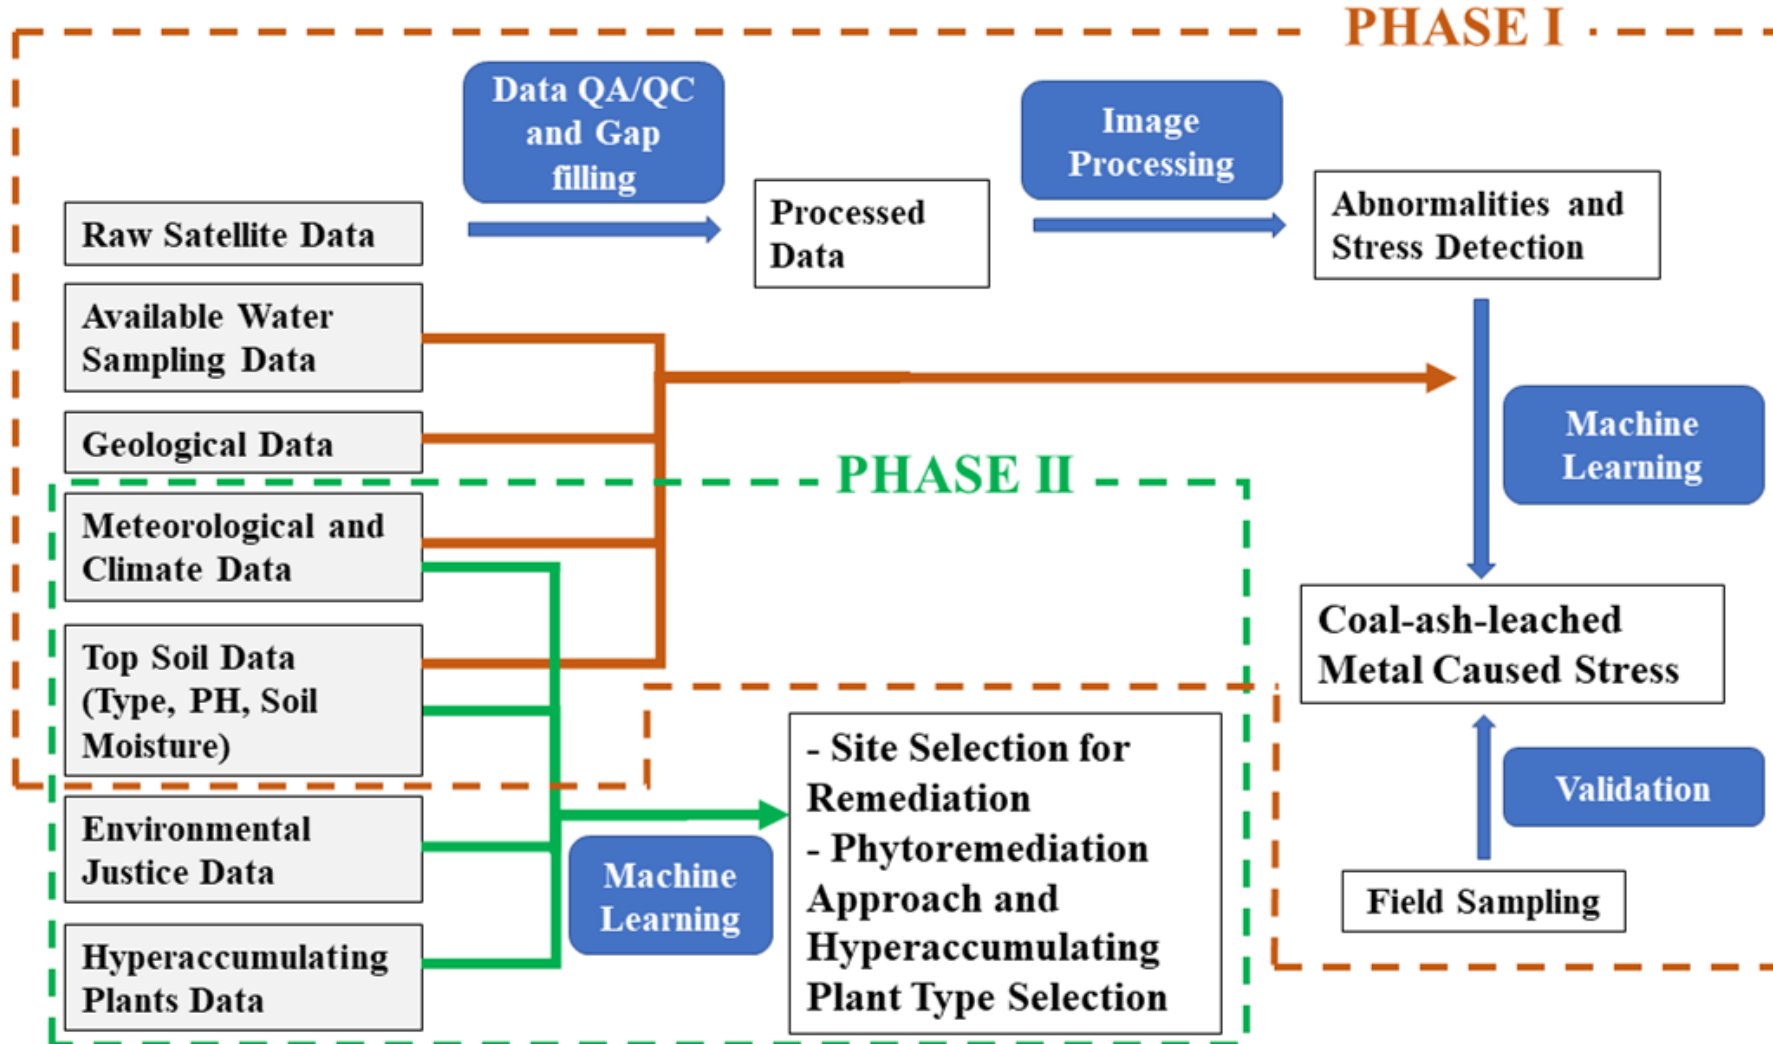 PHASE I
Data QA/QC
and Gap
filling
Image
Processing
Raw Satellite Data
Processed
Data
Abnormalities and
Stress Detection
Available Water
Sampling Data
Geological Data
Machine
Learning
PHASE II
Meteorological and
Climate Data
Top Soil Data
(Type, PH, Soil
Moisture)
Coal-ash-leached
Metal Caused Stress
Environmental
Justice Data
Hyperaccumulating
Plants Data
Machine
Learning
- Site Selection for
Remediation
- Phytoremediation
Approach and
Hyperaccumulating
Plant Type Selection
Validation
Field Sampling